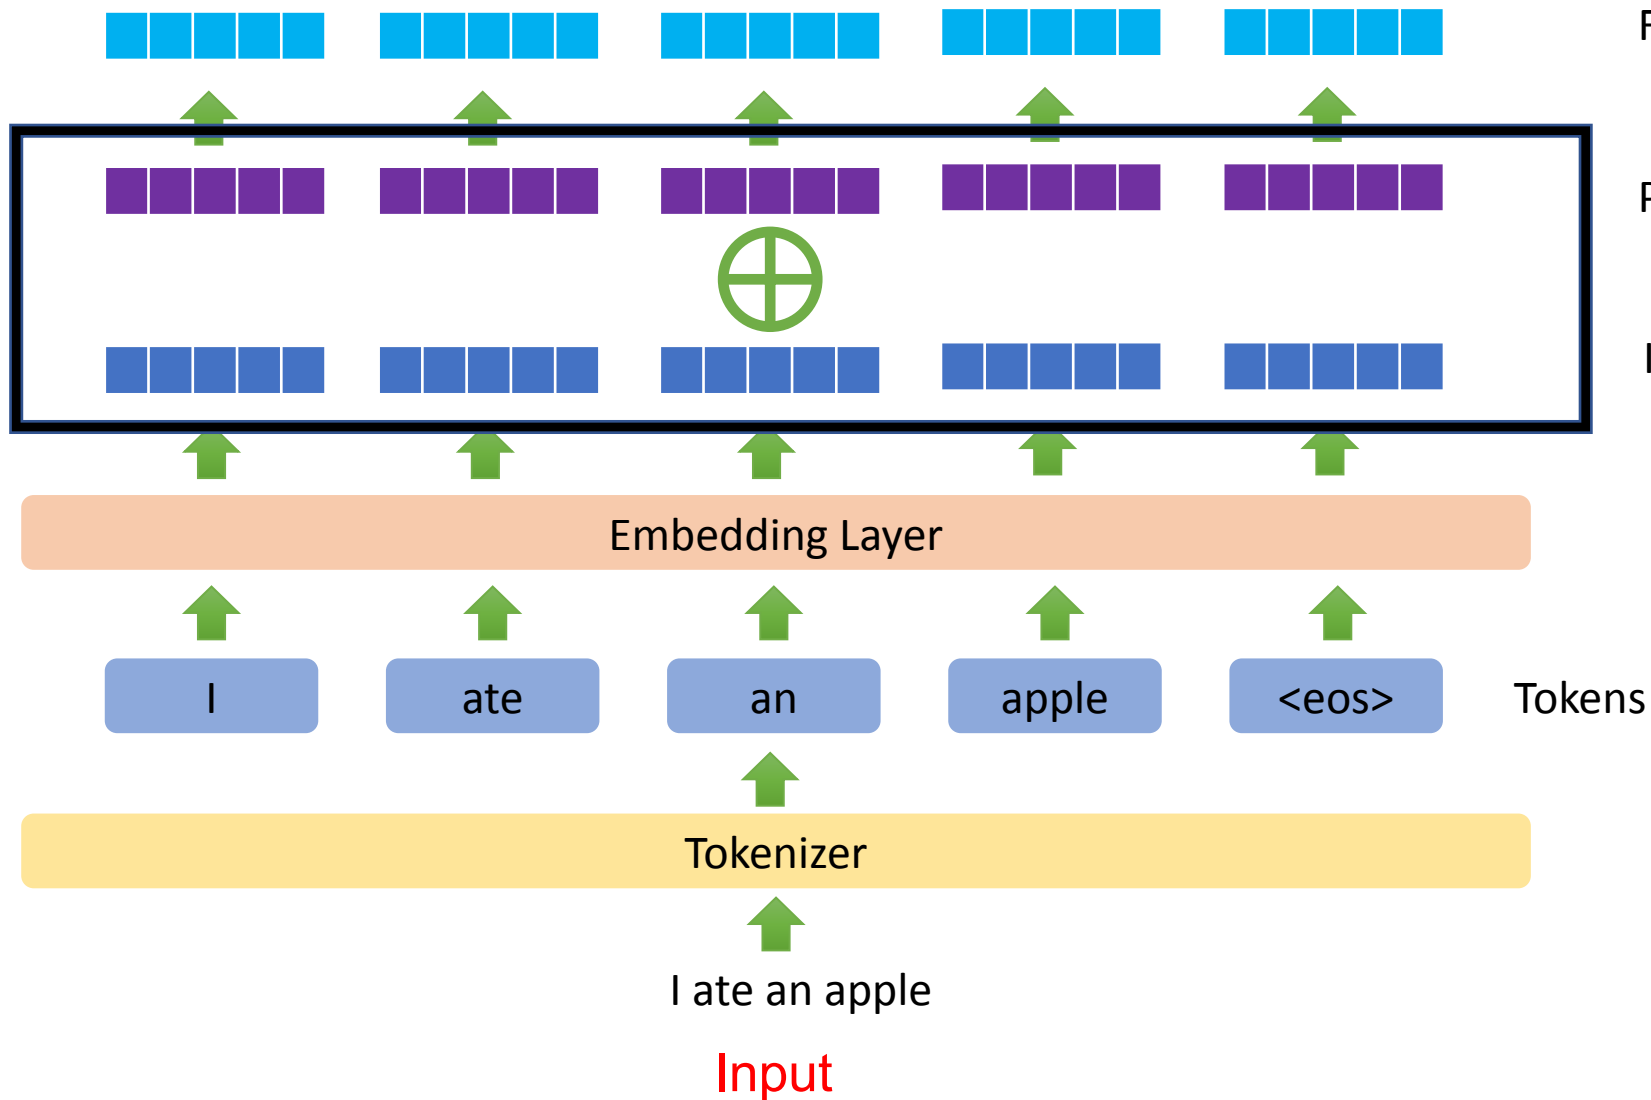 Embedding Layer
I ate an apple <eos> Tokens
Tokenizer
I ate an apple
Input